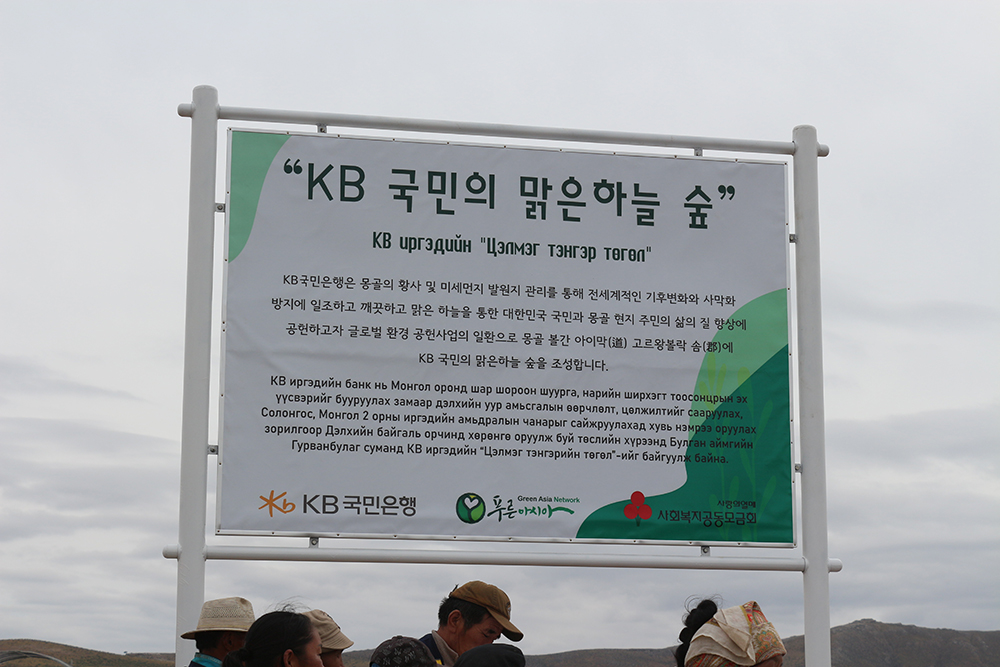 “KB 국민의 맑은하늘 숲”
KB иргэдийн "Цэлмэг тэнгэр төгөл"
KB국민은행은 몽골의 황사 및 미세먼지 발원지 관리를 통해 전세계적인 기후변화와 사막화
방지에 일조하고 깨끗하고 맑은 하늘을 통한 대한민국 국민과 몽골 현지 주민의 삶의 질 향상에
공헌하고자 글로벌 환경 공헌사업의 일환으로 몽골 볼간 아이막(道) 고르왕볼락 솜(郡)에
KB 국민의 맑은하늘 숲을 조성합니다.
KB иргэдийн банк нь Монгол оронд шар шороон шуурга, нарийн ширхэгт тоосонцрын эх
үүсвэрийг бууруулах замаар дэлхийн уур амьсгалын өөрчлөлт, цөлжилтийг сааруулах,
Солонгос, Монгол 2 орны иргэдийн амьдралын чанарыг сайжруулахад хувь нэмрээ оруулах
зорилгоор Дэлхийн байгаль орчинд хөрөнгө оруулж буй төслийн хүрээнд Булган аймгийн
Гурванбулаг суманд KB иргэдийн “Цэлмэг тэнгэрийн төгөл”-ийг байгуулж байна.
Kb KB국민은행
Green Asia Network
푸른아시아
사랑의열매
사회복지공동모금회